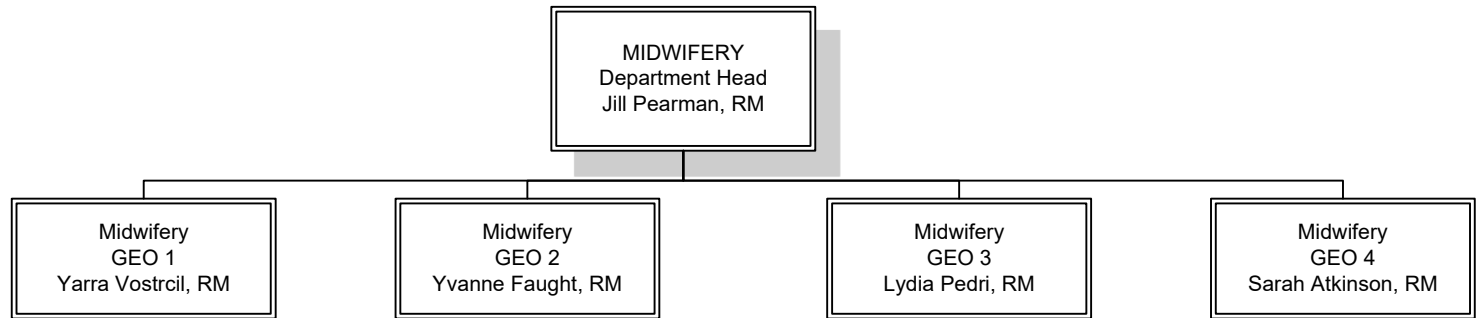 MIDWIFERY
Department Head
Jill Pearman, RM
Midwifery
GEO 1
Yarra Vostrcil, RM
Midwifery
GEO 2
Yvanne Faught, RM
Midwifery
GEO 3
Lydia Pedri, RM
Midwifery
GEO 4
Sarah Atkinson, RM